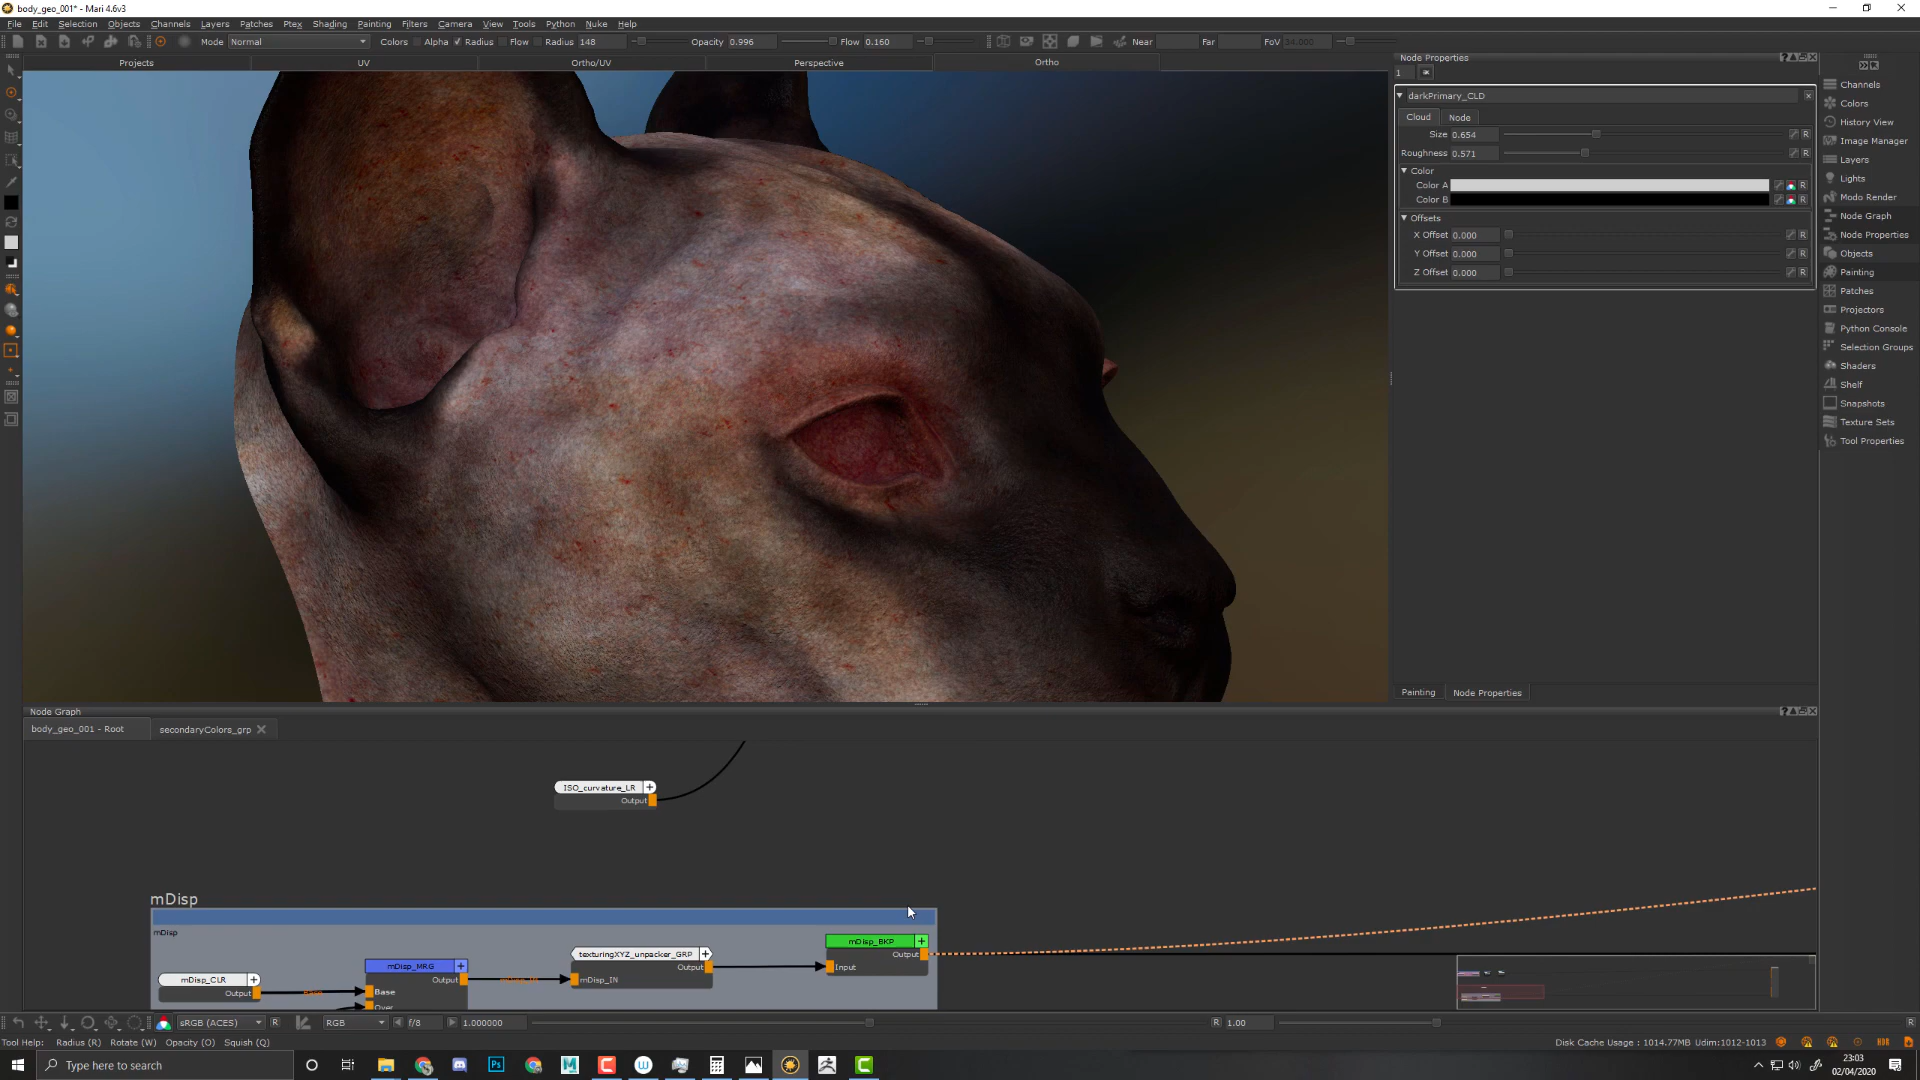 body_geo_001* - Mari 4.6v3
File Edit Selection Objects Channels Layers Patches Ptex Shading Painting Filters Camera View Tools Python Nuke Help
Mode Normal Colors Alpha Radius Flow Radius 148 Opacity 0.996 Flow 0.160 Near Far FoV 34.000
Projects UV Ortho/UV Perspective Ortho
Node Properties
1
darkPrimary_CLD
Cloud Node
Size 0.654 R
Roughness 0.571 R
Color
Color A R
Color B R
Offsets
X Offset 0.000 R
Y Offset 0.000 R
Z Offset 0.000 R
Painting Node Properties
Channels
Colors
History View
Image Manager
Layers
Lights
Modo Render
Node Graph
Node Properties
Objects
Painting
Patches
Projectors
Python Console
Selection Groups
Shaders
Shelf
Snapshots
Texture Sets
Tool Properties
Node Graph
body_geo_001 - Root secondaryColors_grp
ISO_curvature_LR +
Output
mDisp
mDisp
mDisp_CLR +
Output
Base
mDisp_MRG +
Output
Base
Over
mDisp_IN
texturingXYZ_unpacker_GRP +
Output
mDisp_IN
mDisp_BKP +
Output
Input
sRGB (ACES) R RGB f/8 1.000000 R 1.00 R
Tool Help: Radius (R) Rotate (W) Opacity (O) Squish (Q) Disk Cache Usage : 1014.77MB Udim:1012-1013
Type here to search
23:03
02/04/2020